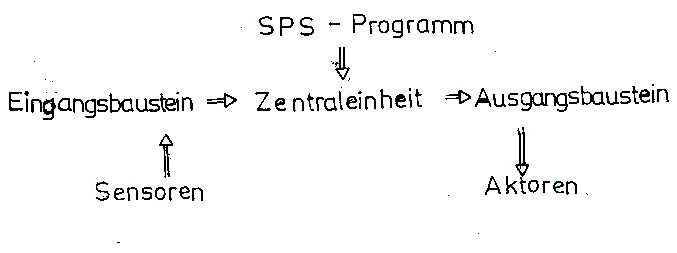 SPS - Programm
Eingangsbaustein ⇒ Zentraleinheit ⇒ Ausgangsbaustein
Sensoren Aktoren